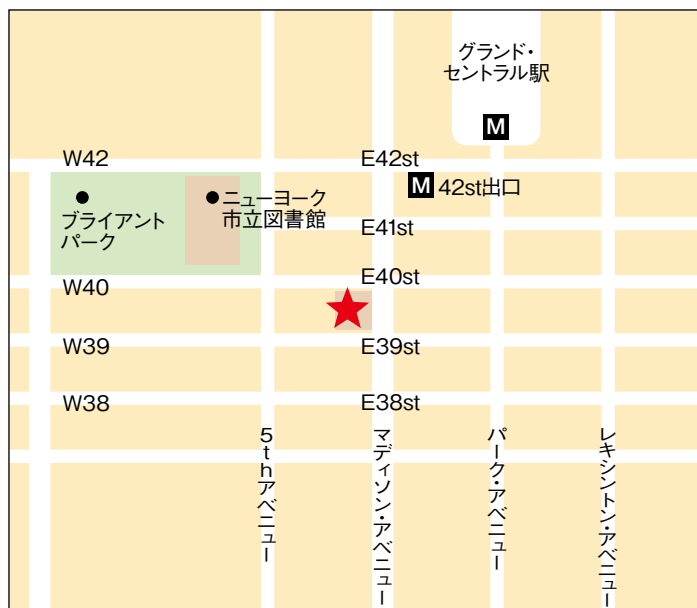 グランド・
セントラル駅
M
W42
E42st
M 42st出口
ブライアント
パーク
ニューヨーク
市立図書館
E41st
E40st
W40
W39
E39st
W38
E38st
5thアベニュー
マディソン・アベニュー
パーク・アベニュー
レキシントン・アベニュー